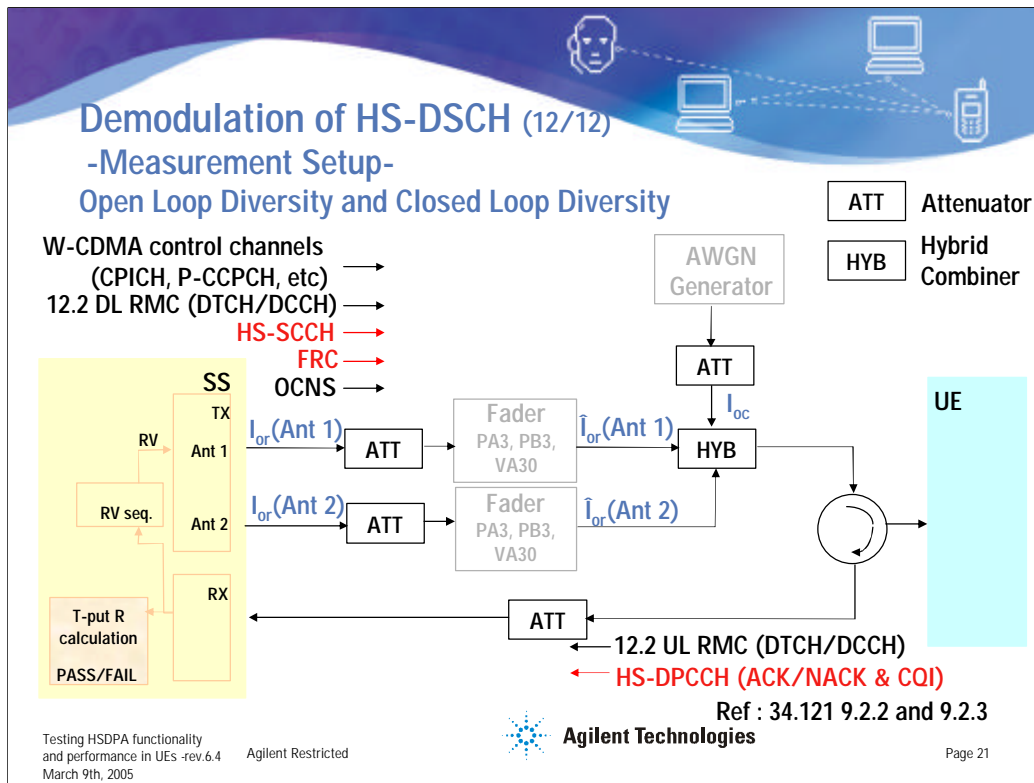 Demodulation of HS-DSCH (12/12)
-Measurement Setup-
Open Loop Diversity and Closed Loop Diversity
ATT
Attenuator
HYB
Hybrid
Combiner
W-CDMA control channels
(CPICH, P-CCPCH, etc)
12.2 DL RMC (DTCH/DCCH)
HS-SCCH
FRC
OCNS
AWGN
Generator
ATT
Ioc
SS
TX
RV
Ant 1
RV seq.
Ant 2
RX
T-put R
calculation
PASS/FAIL
Ior(Ant 1)
ATT
Fader
PA3, PB3,
VA30
Îor(Ant 1)
HYB
UE
Ior(Ant 2)
ATT
Fader
PA3, PB3,
VA30
Îor(Ant 2)
ATT
12.2 UL RMC (DTCH/DCCH)
HS-DPCCH (ACK/NACK & CQI)
Ref : 34.121 9.2.2 and 9.2.3
Testing HSDPA functionality
and performance in UEs -rev.6.4
March 9th, 2005
Agilent Restricted
Agilent Technologies
Page 21